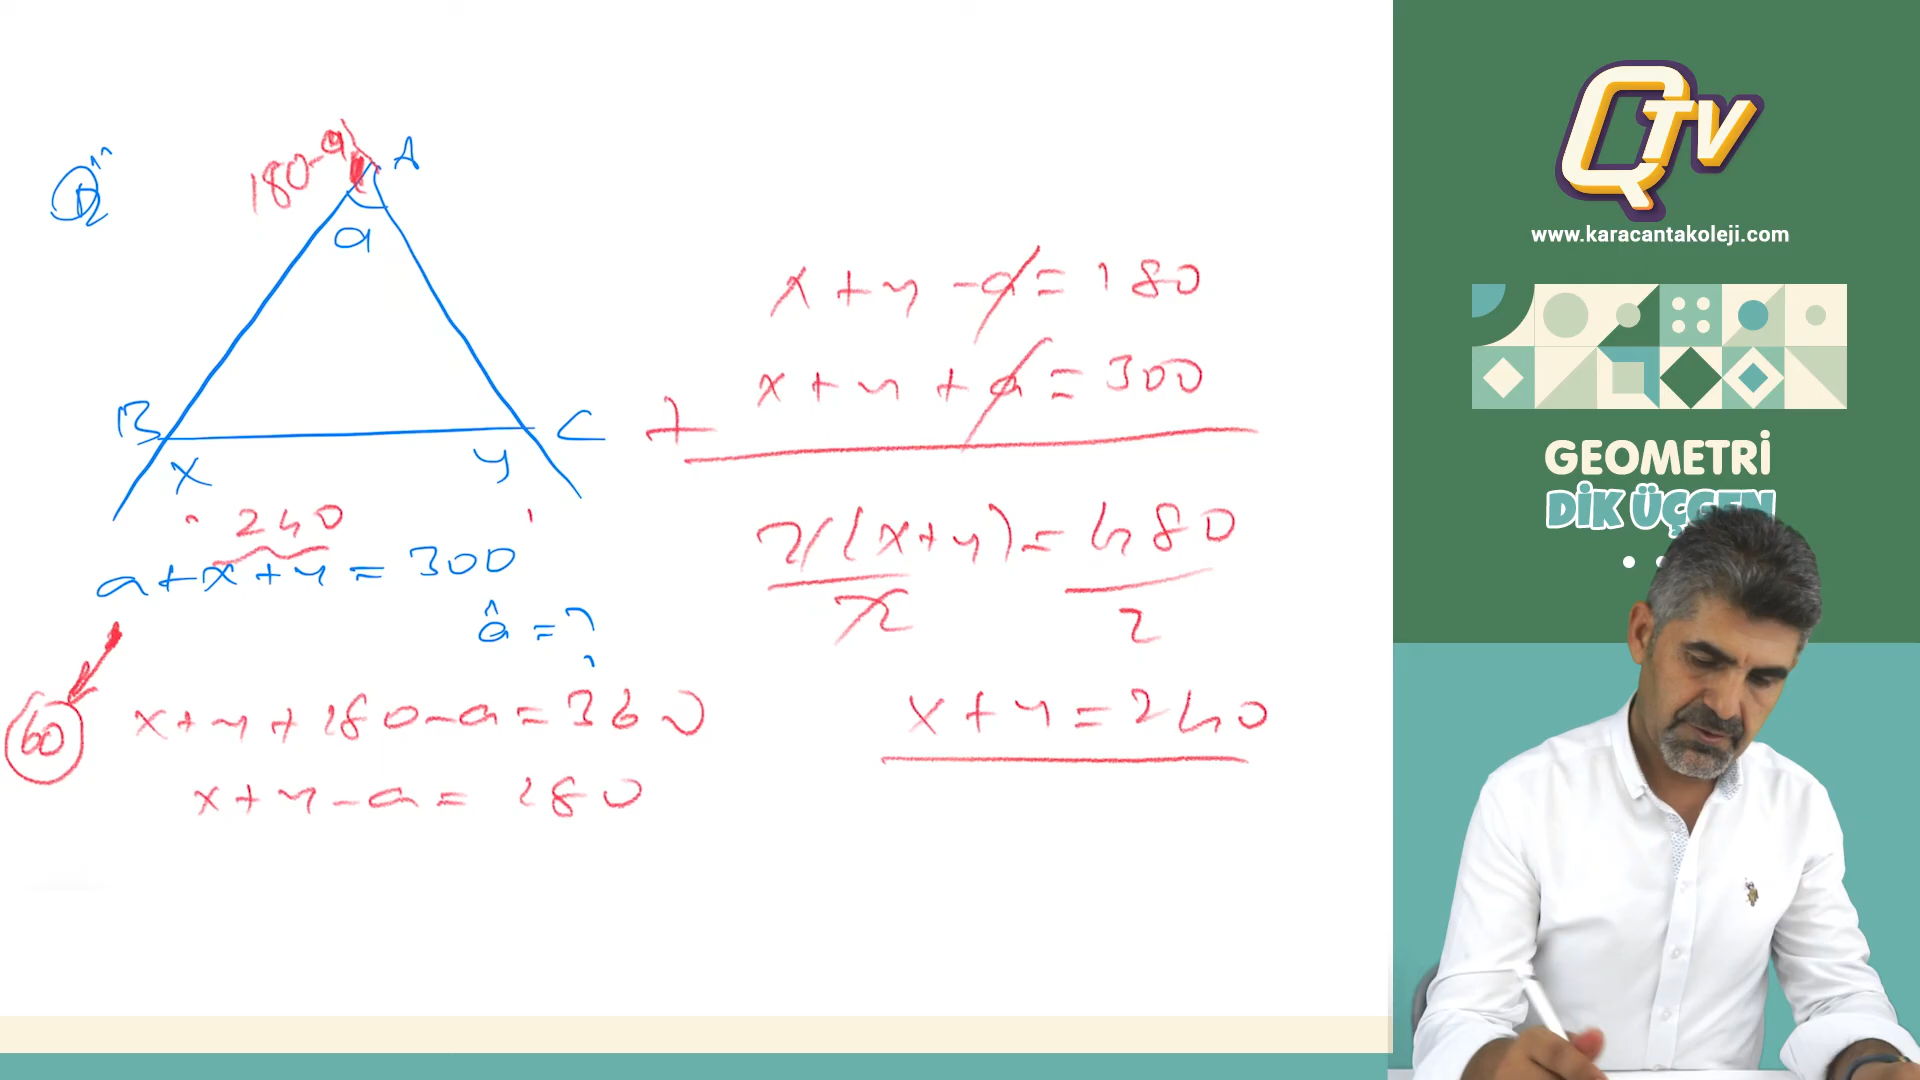 180-a
A
a
B
C
x
y
240
a+x+y=300
â=?
60
x+y+180-a=360
x+y-a=180
x+y-a=180
x+y+a=300
+
2(x+y)=480
2
2
x+y=240
QTV
www.karacantakoleji.com
GEOMETRİ
DİK ÜÇGEN